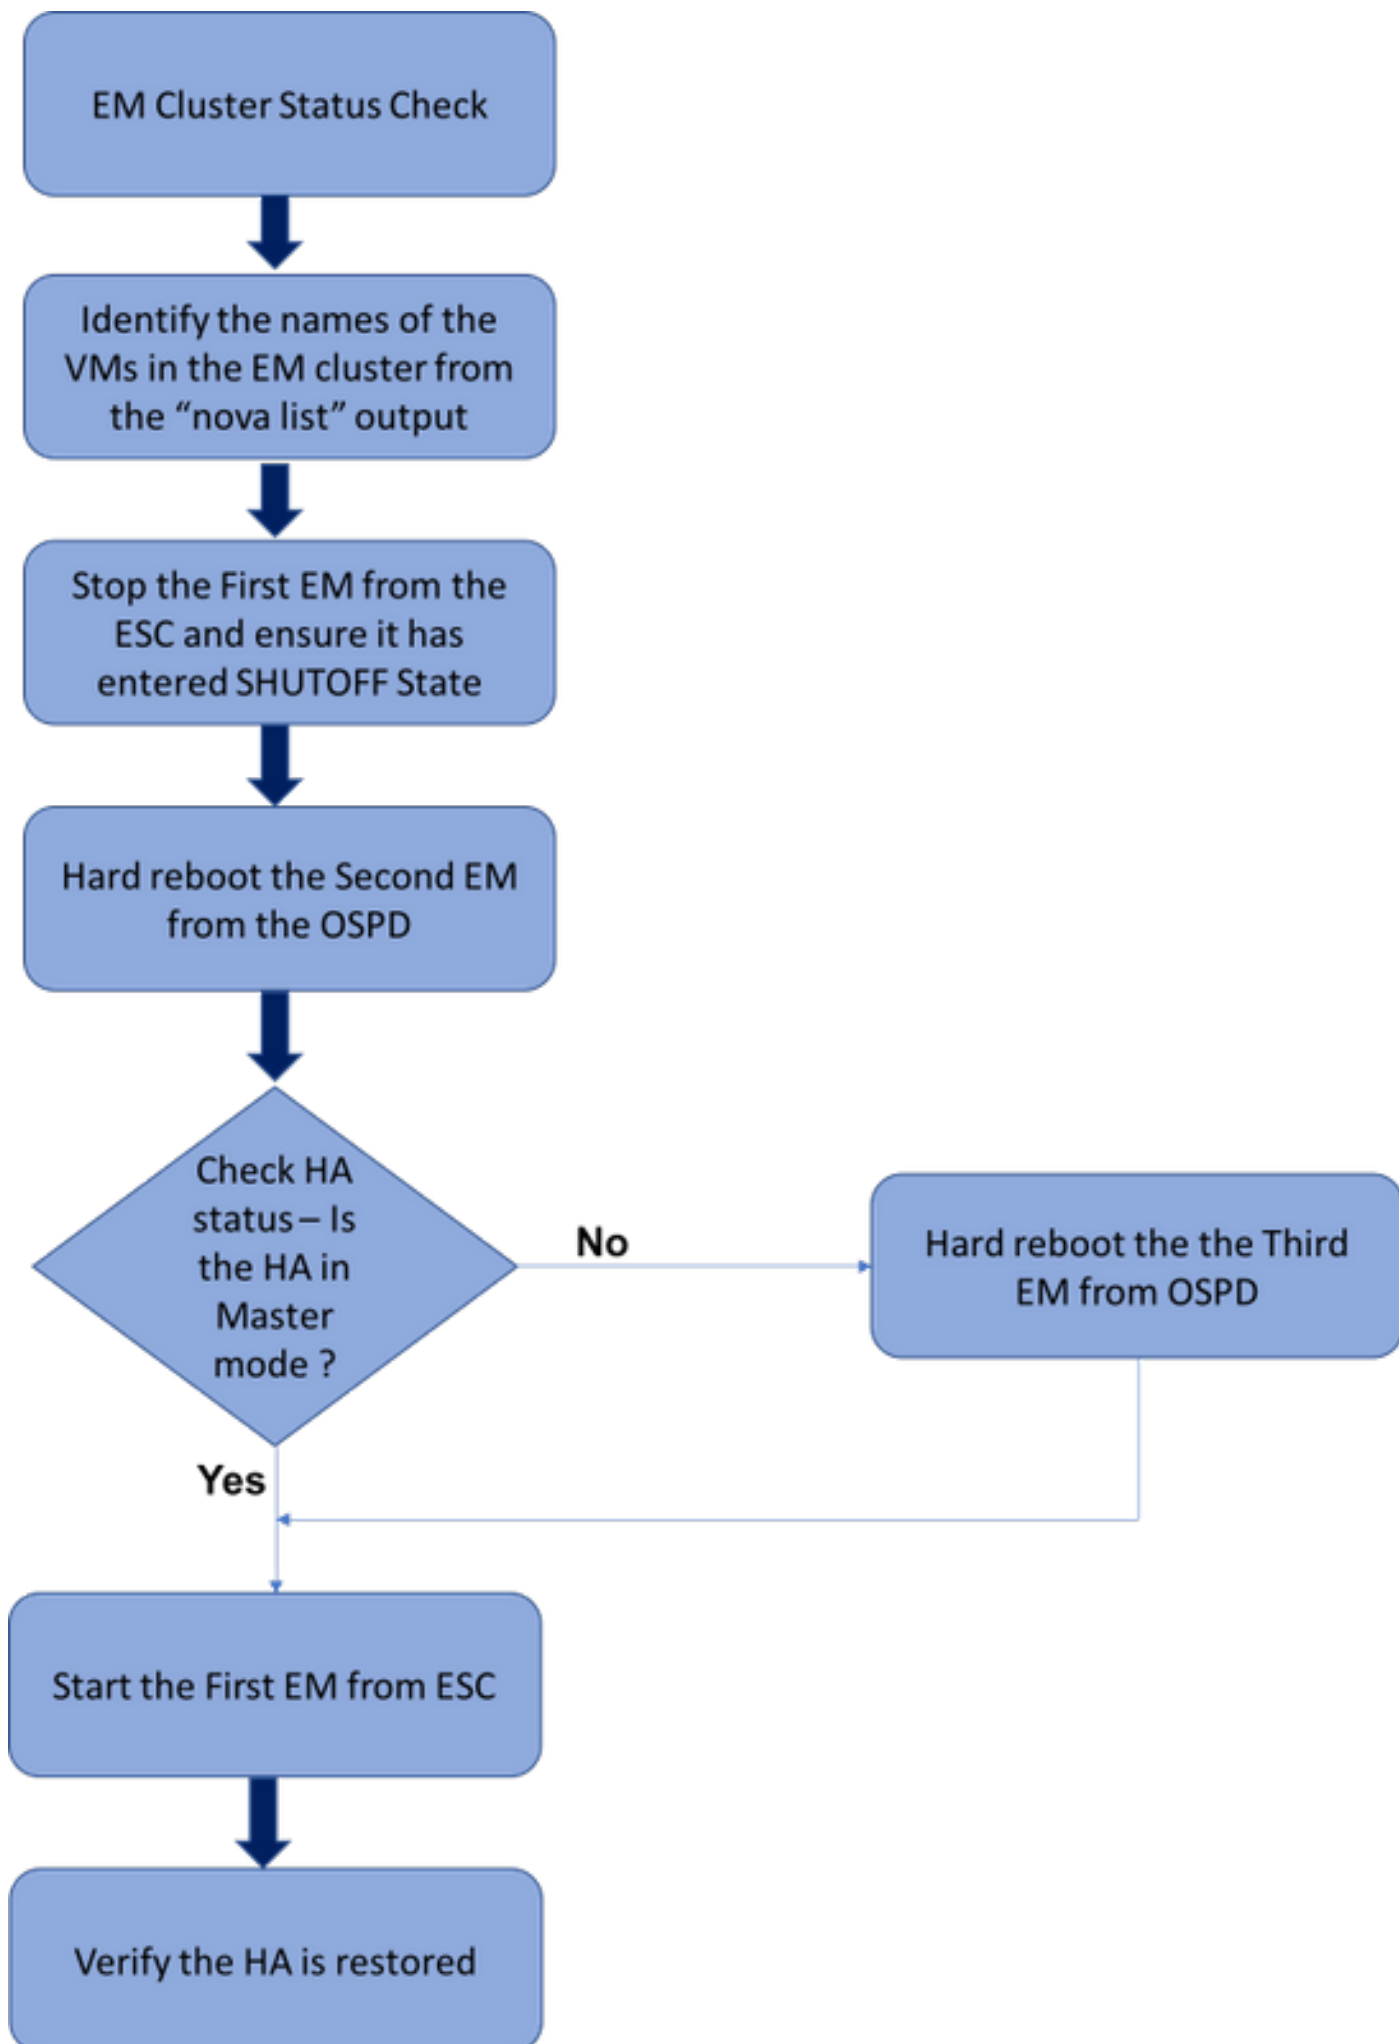 EM Cluster Status Check
Identify the names of the
VMs in the EM cluster from
the “nova list” output
Stop the First EM from the
ESC and ensure it has
entered SHUTOFF State
Hard reboot the Second EM
from the OSPD
Check HA
status – Is
the HA in
Master
mode ?
No
Hard reboot the the Third
EM from OSPD
Yes
Start the First EM from ESC
Verify the HA is restored